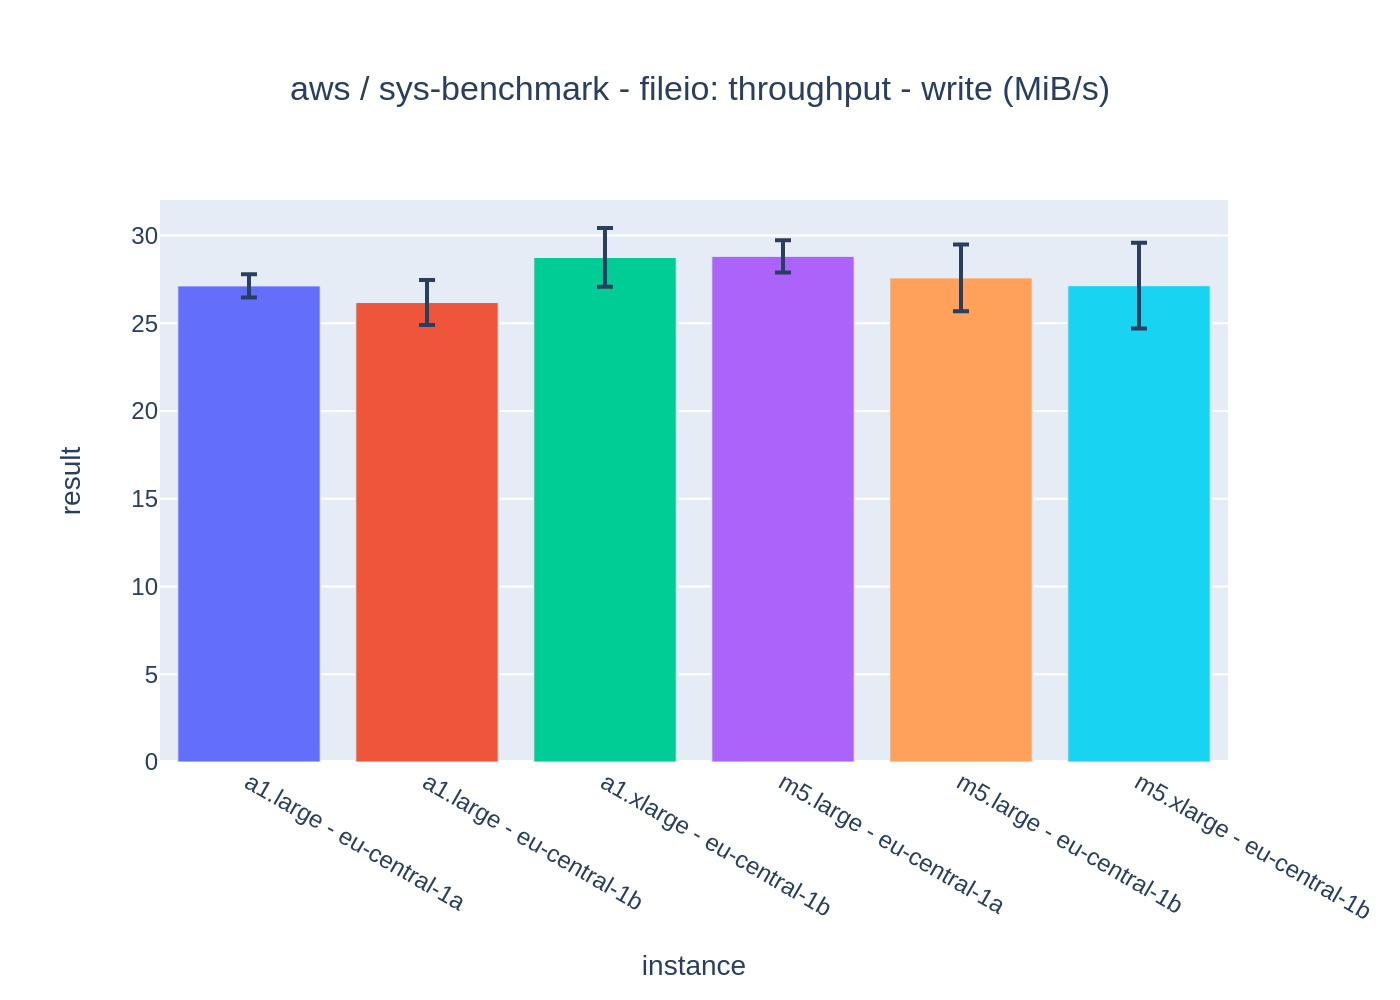 aws / sys-benchmark - fileio: throughput - write (MiB/s)
30
25
20
15
10
5
0
result
a1.large - eu-central-1a
a1.large - eu-central-1b
a1.xlarge - eu-central-1b
m5.large - eu-central-1a
m5.large - eu-central-1b
m5.xlarge - eu-central-1b
instance